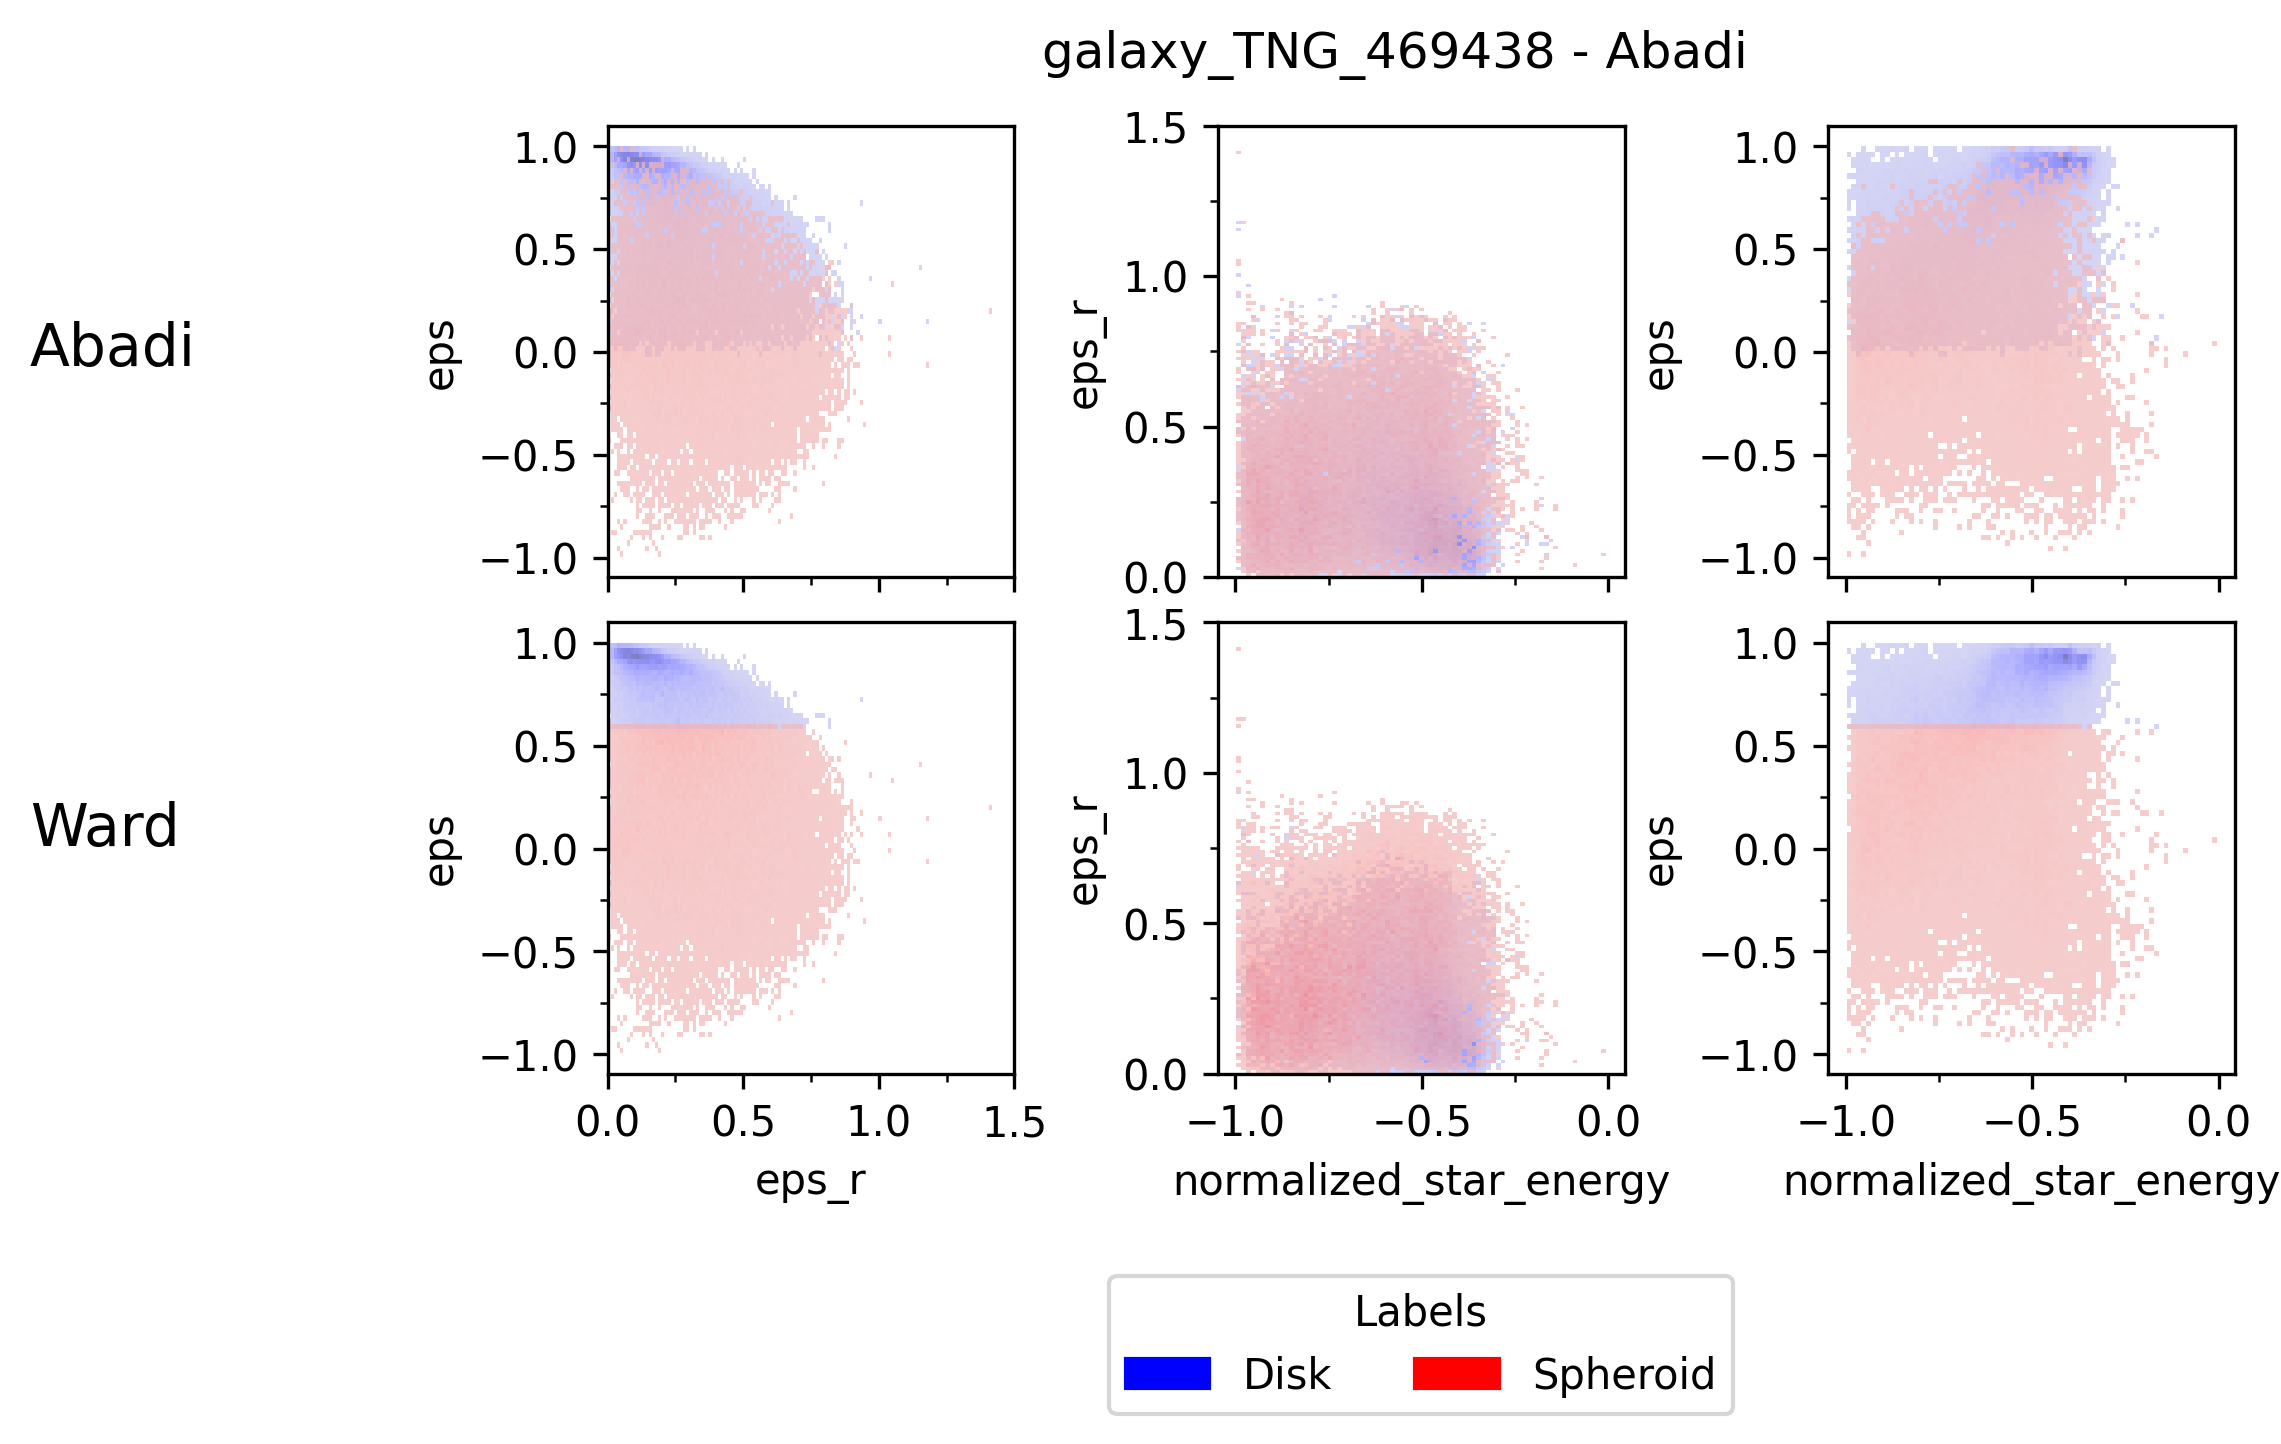 galaxy_TNG_469438 - Abadi
Abadi
eps
1.0
0.5
0.0
−0.5
−1.0
eps_r
1.5
1.0
0.5
0.0
eps
1.0
0.5
0.0
−0.5
−1.0
Ward
eps
1.0
0.5
0.0
−0.5
−1.0
0.0 0.5 1.0 1.5
eps_r
eps_r
1.5
1.0
0.5
0.0
−1.0 −0.5 0.0
normalized_star_energy
eps
1.0
0.5
0.0
−0.5
−1.0
−1.0 −0.5 0.0
normalized_star_energy
Labels
Disk Spheroid